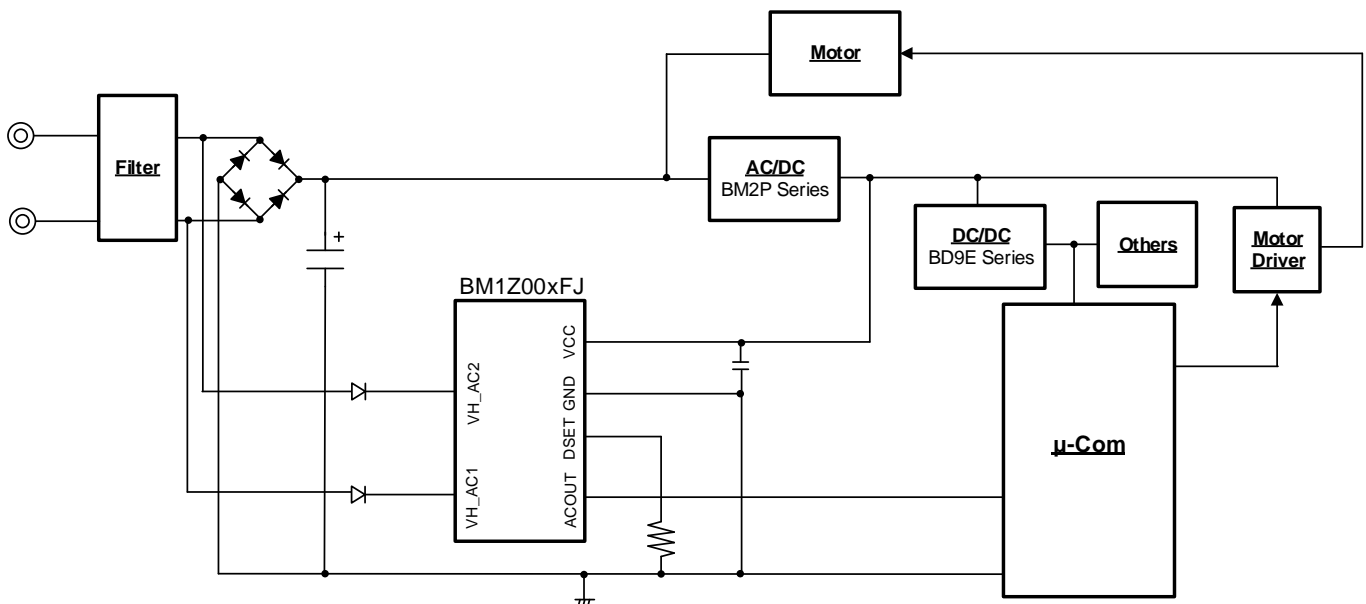 Motor
Filter
AC/DC
BM2P Series
DC/DC
BD9E Series
Others
Motor
Driver
+
BM1Z00xFJ
VH_AC2
VH_AC1
VCC
GND
DSET
ACOUT
µ-Com